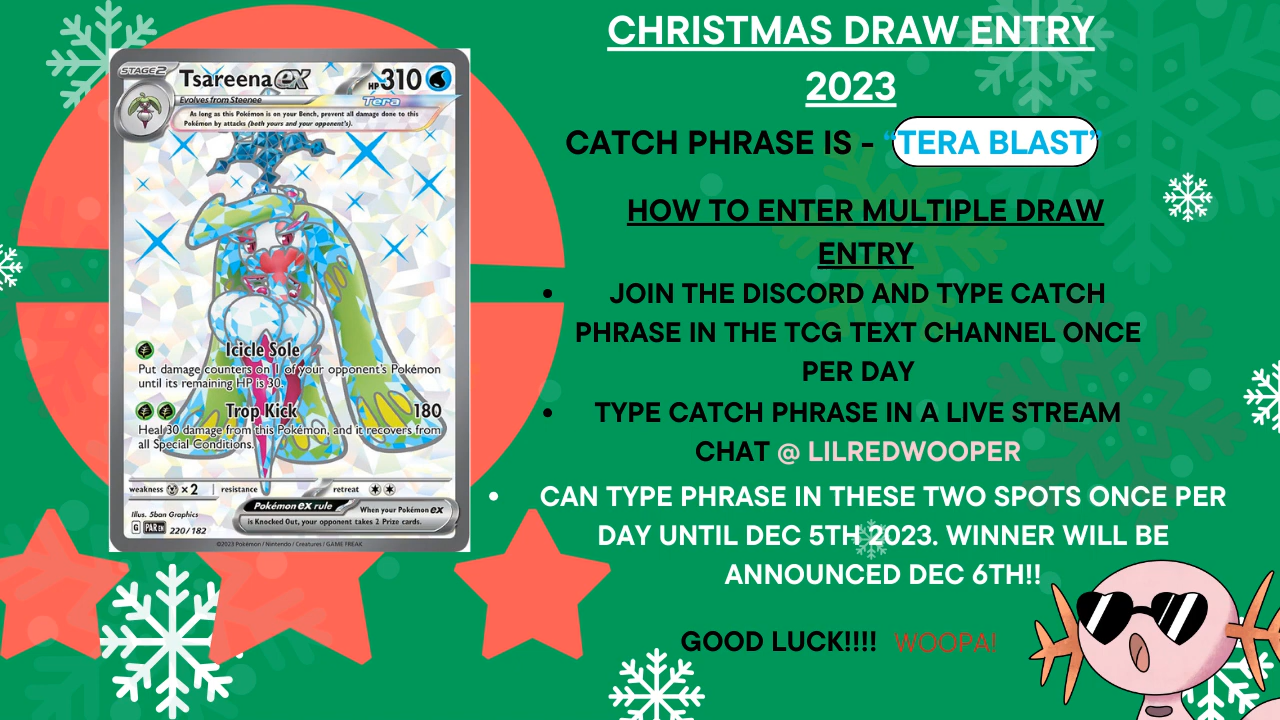 STAGE2
Tsareena ex
HP 310
Evolves from Steenee
Tera
As long as this Pokémon is on your Bench, prevent all damage done to this
Pokémon by attacks (both yours and your opponent's).
Icicle Sole
Put damage counters on 1 of your opponent's Pokémon
until its remaining HP is 30.
Trop Kick 180
Heal 30 damage from this Pokémon, and it recovers from
all Special Conditions.
weakness ×2 resistance retreat
Pokémon ex rule
When your Pokémon ex
is Knocked Out, your opponent takes 2 Prize cards.
Illus. 5ban Graphics
G PAR EN 220/182
©2023 Pokémon / Nintendo / Creatures / GAME FREAK
CHRISTMAS DRAW ENTRY
2023
CATCH PHRASE IS - "TERA BLAST"
HOW TO ENTER MULTIPLE DRAW
ENTRY
• JOIN THE DISCORD AND TYPE CATCH
PHRASE IN THE TCG TEXT CHANNEL ONCE
PER DAY
• TYPE CATCH PHRASE IN A LIVE STREAM
CHAT @ LILREDWOOPER
• CAN TYPE PHRASE IN THESE TWO SPOTS ONCE PER
DAY UNTIL DEC 5TH 2023. WINNER WILL BE
ANNOUNCED DEC 6TH!!
GOOD LUCK!!!! WOOPA!